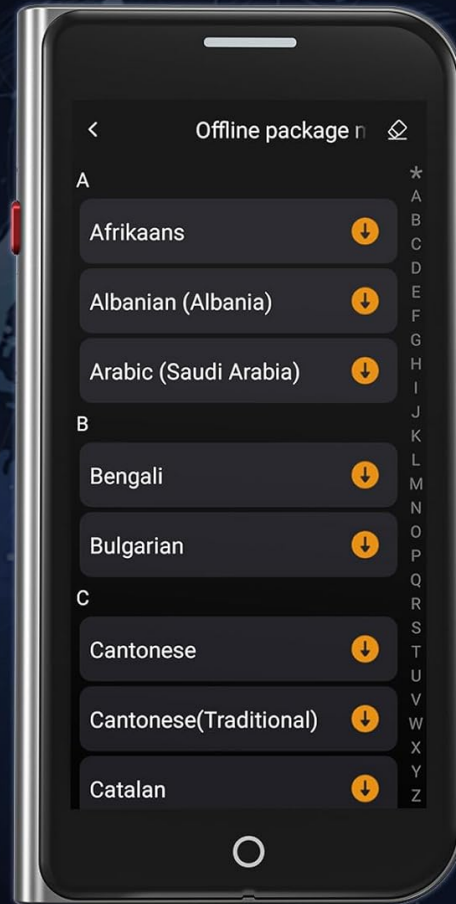 Offline package
A
Afrikaans
Albanian (Albania)
Arabic (Saudi Arabia)
B
Bengali
Bulgarian
C
Cantonese
Cantonese(Traditional)
Catalan
*
A
B
C
D
E
F
G
H
I
J
K
L
M
N
O
P
Q
R
S
T
U
V
W
X
Y
Z